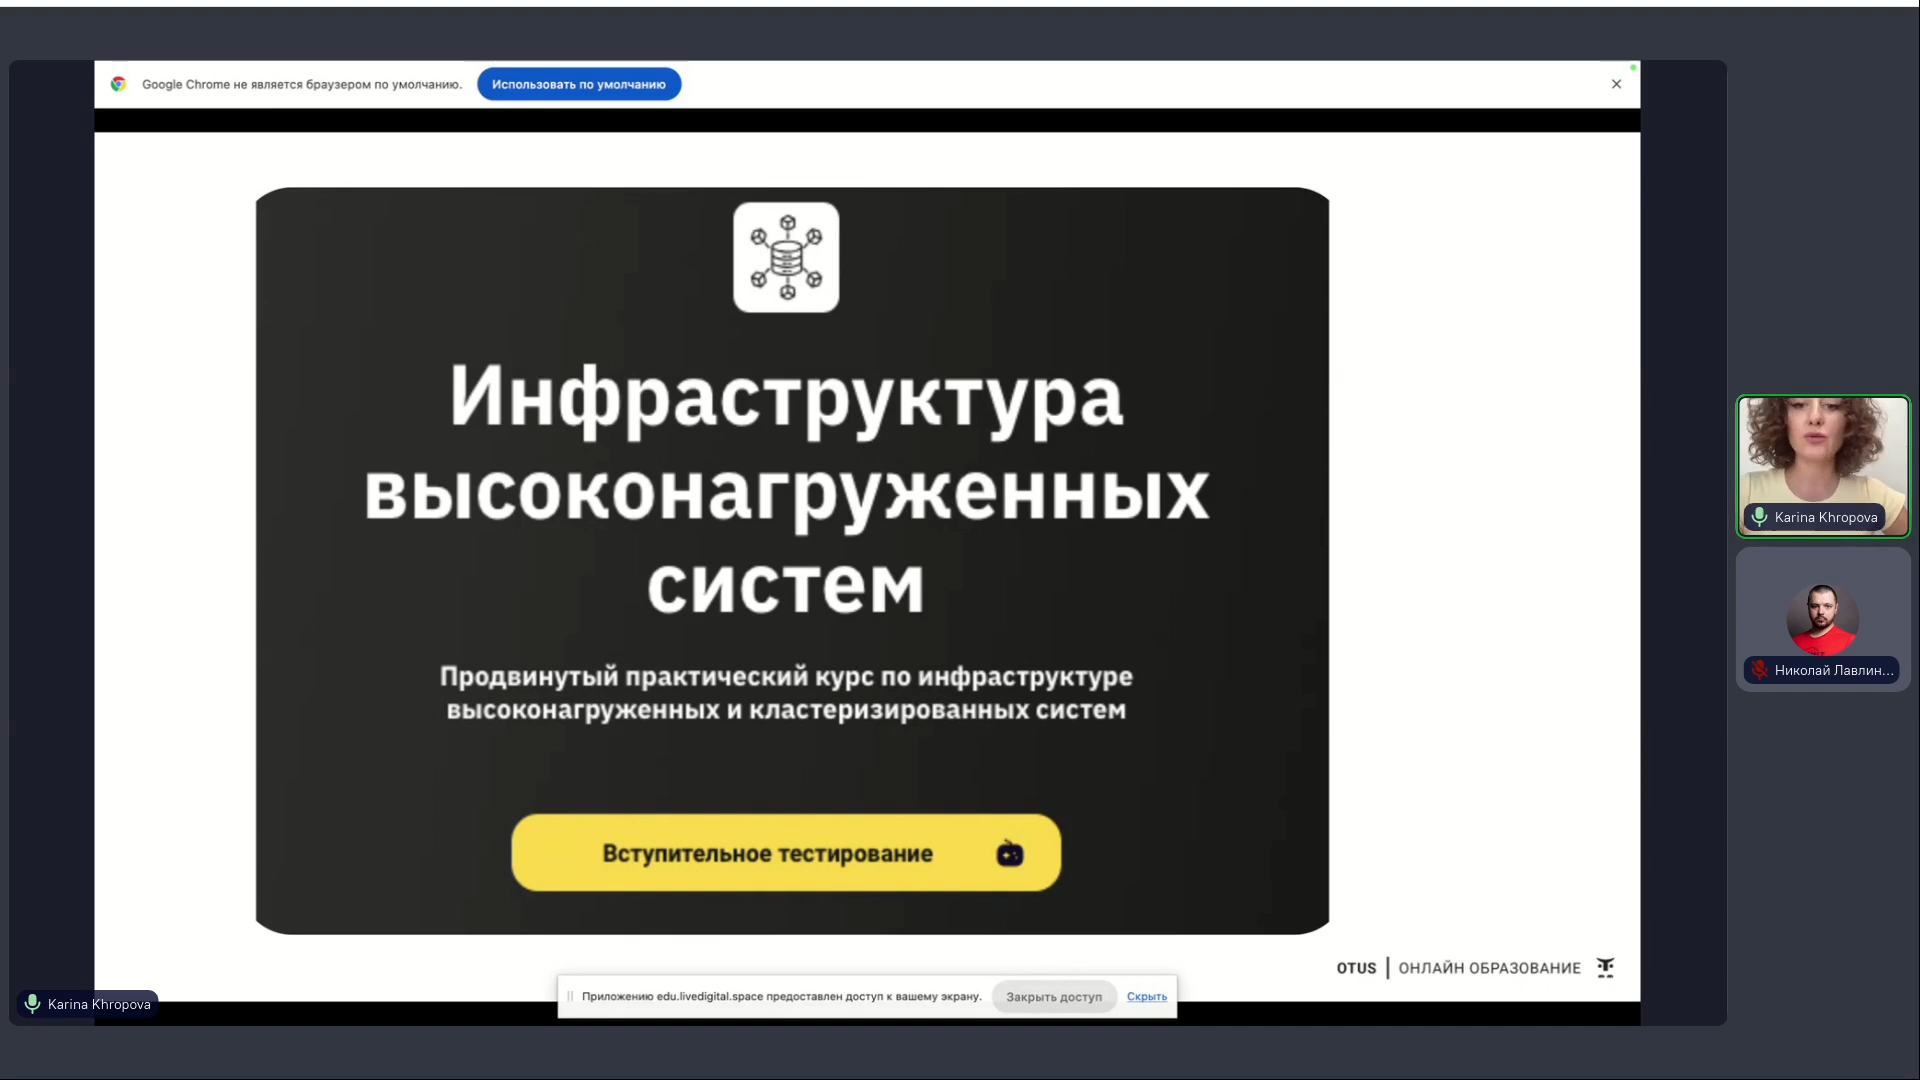 Google Chrome не является браузером по умолчанию.
Использовать по умолчанию
Инфраструктура
высоконагруженных
систем
Продвинутый практический курс по инфраструктуре
высоконагруженных и кластеризированных систем
Вступительное тестирование
OTUS | ОНЛАЙН ОБРАЗОВАНИЕ
Приложению edu.livedigital.space предоставлен доступ к вашему экрану.
Закрыть доступ
Скрыть
Karina Khropova
Karina Khropova
Николай Лавлин...